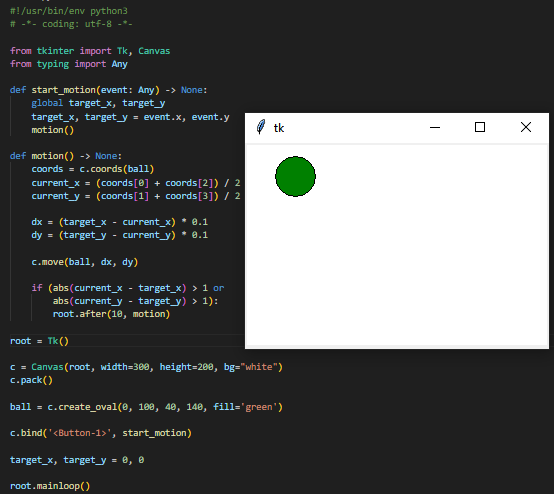 #!/usr/bin/env python3
# -*- coding: utf-8 -*-
from tkinter import Tk, Canvas
from typing import Any
def start_motion(event: Any) -> None:
    global target_x, target_y
    target_x, target_y = event.x, event.y
    motion()
def motion() -> None:
    coords = c.coords(ball)
    current_x = (coords[0] + coords[2]) / 2
    current_y = (coords[1] + coords[3]) / 2
    dx = (target_x - current_x) * 0.1
    dy = (target_y - current_y) * 0.1
    c.move(ball, dx, dy)
    if (abs(current_x - target_x) > 1 or
        abs(current_y - target_y) > 1):
        root.after(10, motion)
root = Tk()
c = Canvas(root, width=300, height=200, bg="white")
c.pack()
ball = c.create_oval(0, 100, 40, 140, fill='green')
c.bind('<Button-1>', start_motion)
target_x, target_y = 0, 0
root.mainloop()
tk